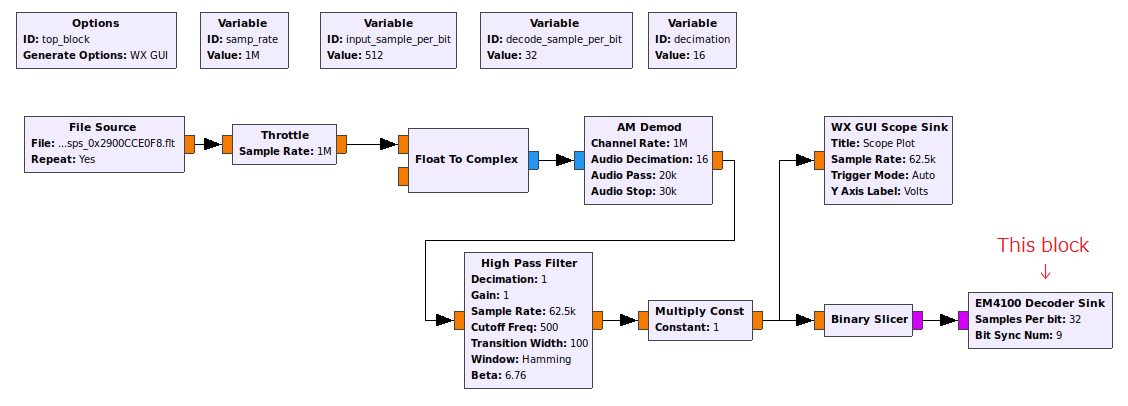 Options
ID: top_block
Generate Options: WX GUI
Variable
ID: samp_rate
Value: 1M
Variable
ID: input_sample_per_bit
Value: 512
Variable
ID: decode_sample_per_bit
Value: 32
Variable
ID: decimation
Value: 16
File Source
File: ...sps_0x2900CCE0F8.flt
Repeat: Yes
Throttle
Sample Rate: 1M
Float To Complex
AM Demod
Channel Rate: 1M
Audio Decimation: 16
Audio Pass: 20k
Audio Stop: 30k
WX GUI Scope Sink
Title: Scope Plot
Sample Rate: 62.5k
Trigger Mode: Auto
Y Axis Label: Volts
High Pass Filter
Decimation: 1
Gain: 1
Sample Rate: 62.5k
Cutoff Freq: 500
Transition Width: 100
Window: Hamming
Beta: 6.76
Multiply Const
Constant: 1
Binary Slicer
This block
↓
EM4100 Decoder Sink
Samples Per bit: 32
Bit Sync Num: 9